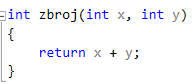 int zbroj(int x, int y)
{
    return x + y;
}